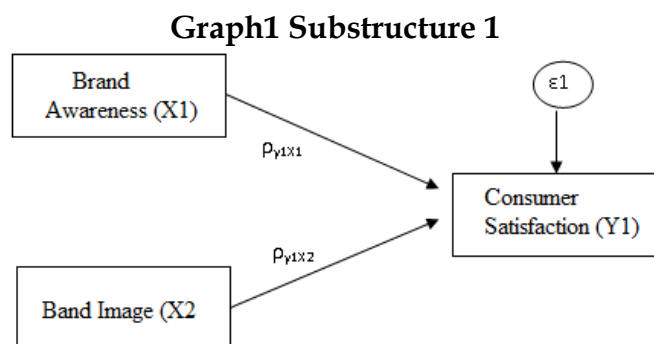 Graph1 Substructure 1
Brand
Awareness (X1)
ε1
ρy1X1
Consumer
Satisfaction (Y1)
ρy1X2
Band Image (X2